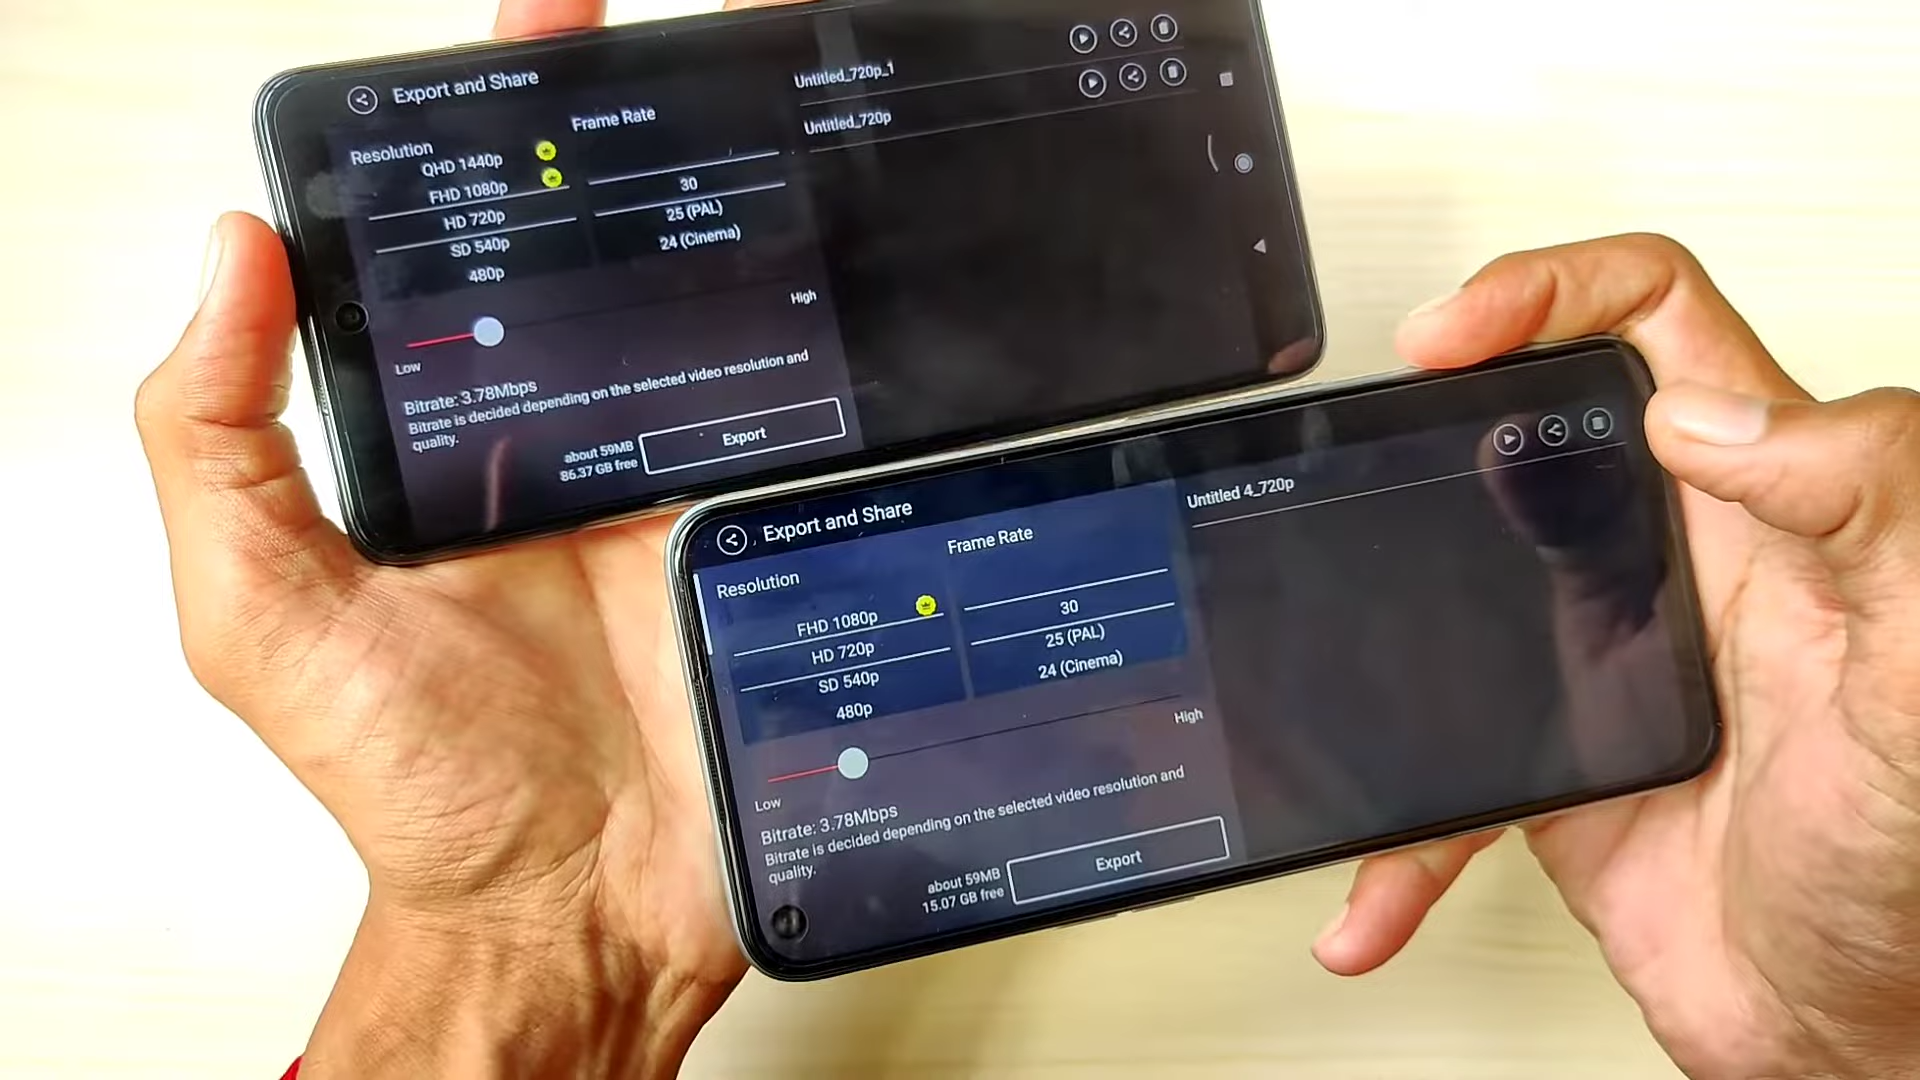 Export and Share
Resolution
QHD 1440p
FHD 1080p
HD 720p
SD 540p
480p
Frame Rate
30
25 (PAL)
24 (Cinema)
High
Low
Bitrate: 3.78Mbps
Bitrate is decided depending on the selected video resolution and
quality.
about 59MB
86.37 GB free
Export
Untitled_720p_1
Untitled_720p
Export and Share
Resolution
FHD 1080p
HD 720p
SD 540p
480p
Frame Rate
30
25 (PAL)
24 (Cinema)
High
Low
Bitrate: 3.78Mbps
Bitrate is decided depending on the selected video resolution and
quality.
about 59MB
15.07 GB free
Export
Untitled 4_720p